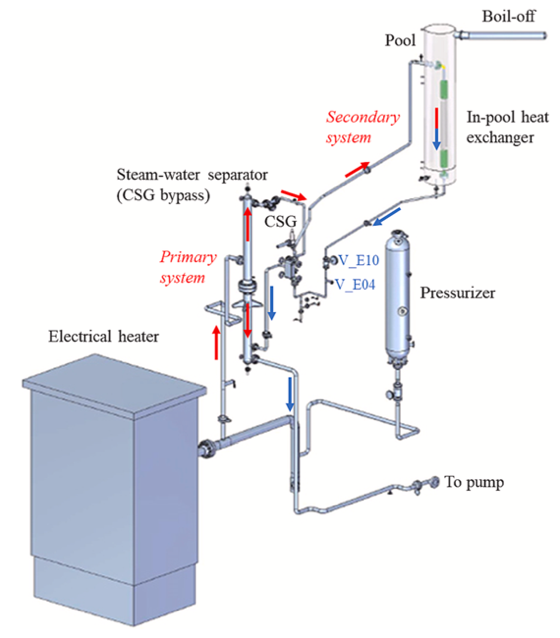 Boil-off
Pool
Secondary
system
In-pool heat
exchanger
Steam-water separator
(CSG bypass)
CSG
Primary
system
V_E10
V_E04
Pressurizer
Electrical heater
To pump